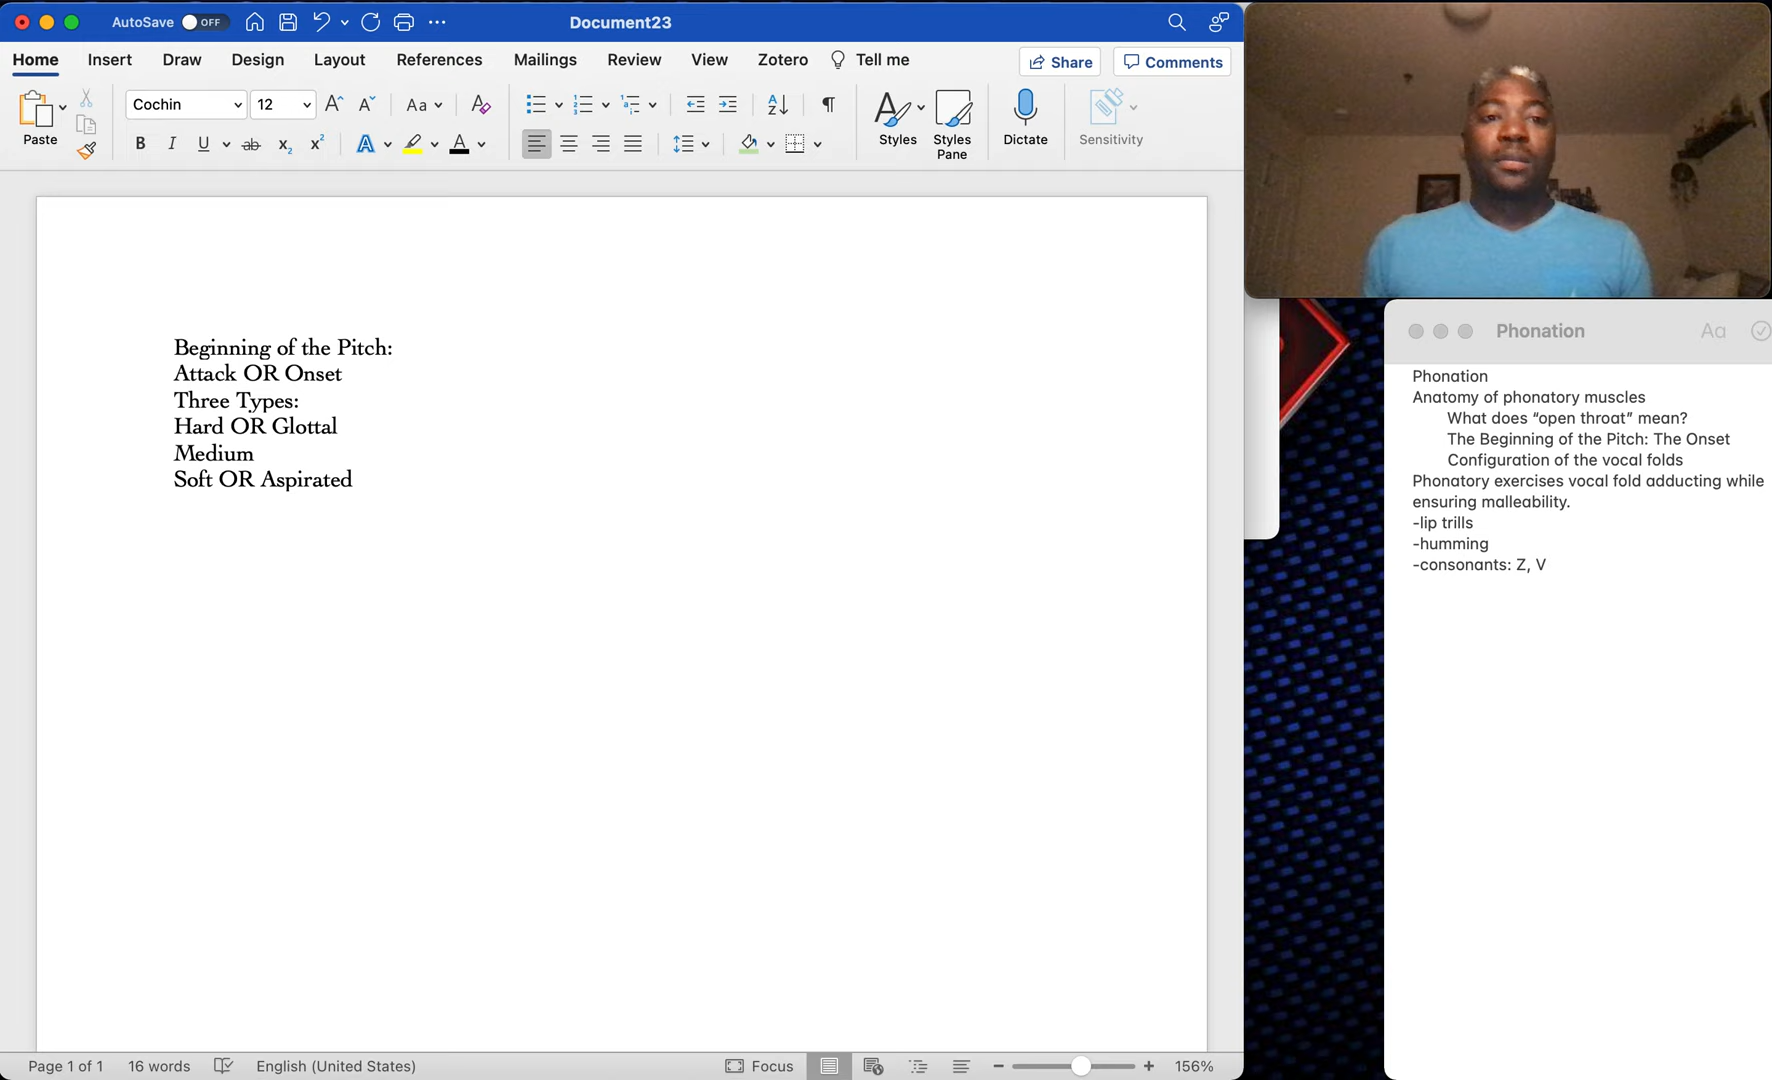 AutoSave OFF
Document23
Home Insert Draw Design Layout References Mailings Review View Zotero Tell me
Share Comments
Paste
Cochin 12
Aa
B I U ab x₂ x²
A A
A
Z
¶
Styles
Styles Pane
Dictate
Sensitivity
Beginning of the Pitch:
Attack OR Onset
Three Types:
Hard OR Glottal
Medium
Soft OR Aspirated
Page 1 of 1 16 words English (United States) Focus 156%
Phonation Aa
Phonation
Anatomy of phonatory muscles
What does “open throat” mean?
The Beginning of the Pitch: The Onset
Configuration of the vocal folds
Phonatory exercises vocal fold adducting while
ensuring malleability.
-lip trills
-humming
-consonants: Z, V